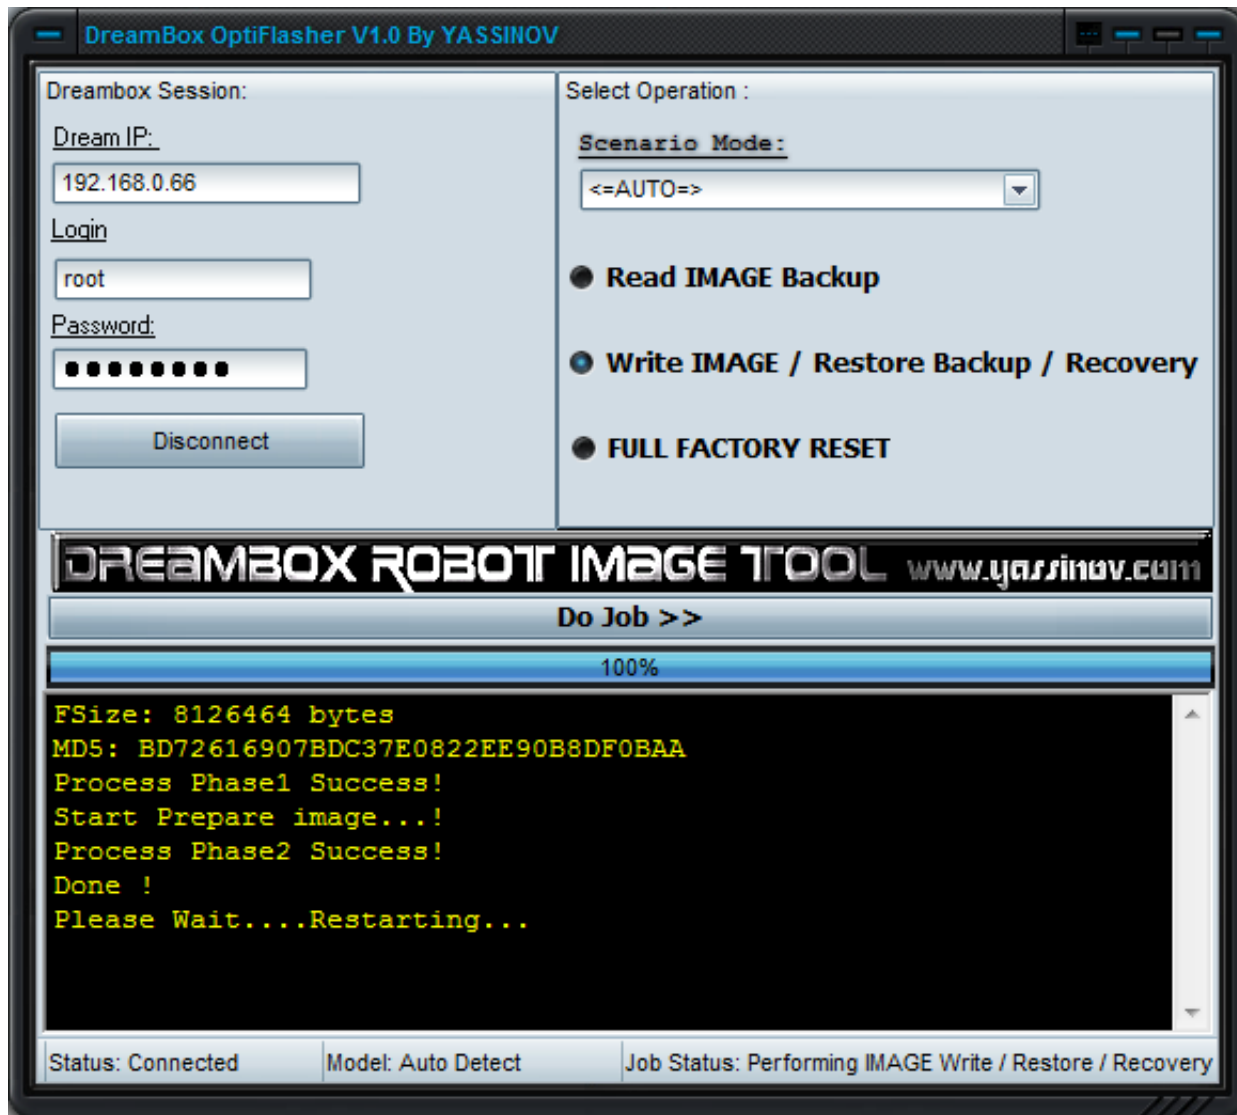 DreamBox OptiFlasher V1.0 By YASSINOV
Dreambox Session:
Dream IP:
192.168.0.66
Login
root
Password:
Disconnect
Select Operation :
Scenario Mode:
<=AUTO=>
Read IMAGE Backup
Write IMAGE / Restore Backup / Recovery
FULL FACTORY RESET
DREAMBOX ROBOT IMAGE TOOL www.yassinov.com
Do Job >>
100%
FSize: 8126464 bytes
MD5: BD72616907BDC37E0822EE90B8DF0BAA
Process Phase1 Success!
Start Prepare image...!
Process Phase2 Success!
Done !
Please Wait....Restarting...
Status: Connected
Model: Auto Detect
Job Status: Performing IMAGE Write / Restore / Recovery